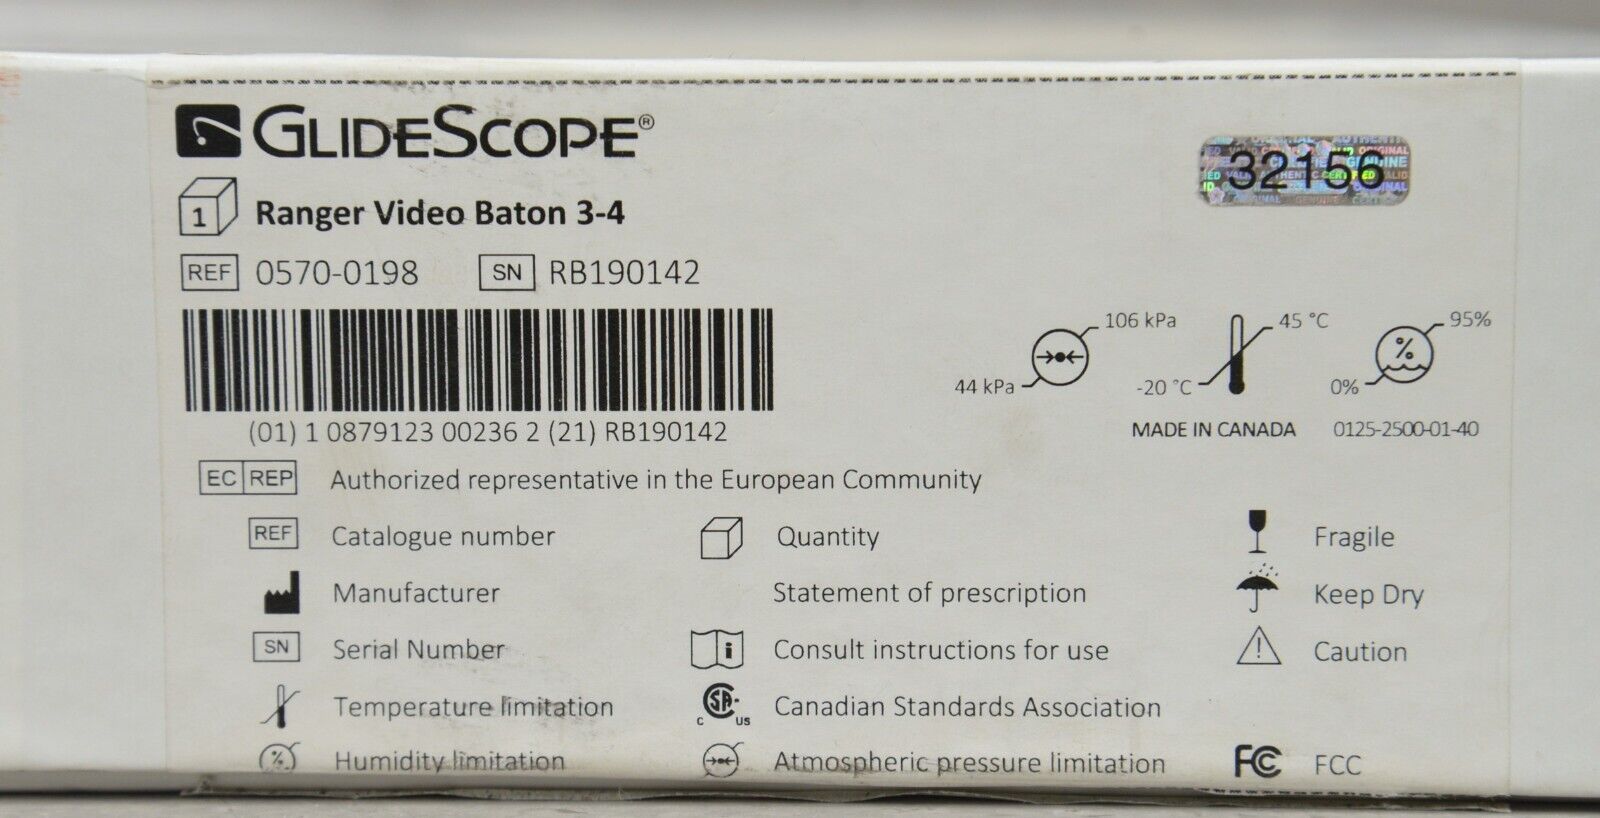 GLIDESCOPE®
32156
1 Ranger Video Baton 3-4
REF 0570-0198 SN RB190142
106 kPa 45 °C 95%
44 kPa -20 °C 0%
(01) 1 0879123 00236 2 (21) RB190142
MADE IN CANADA 0125-2500-01-40
EC REP Authorized representative in the European Community
REF Catalogue number Quantity Fragile
Manufacturer Statement of prescription Keep Dry
SN Serial Number Consult instructions for use Caution
Temperature limitation C SA US Canadian Standards Association
% Humidity limitation Atmospheric pressure limitation FCC FCC